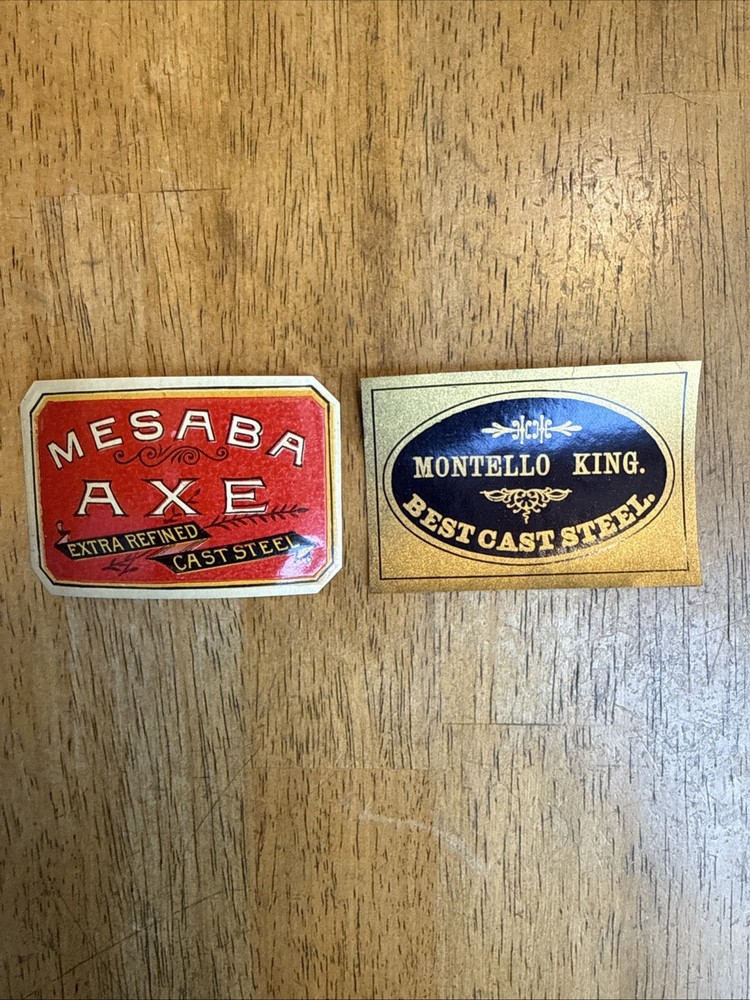 MESABA
AXE
EXTRA REFINED
CAST STEEL
MONTELLO KING.
BEST CAST STEEL.